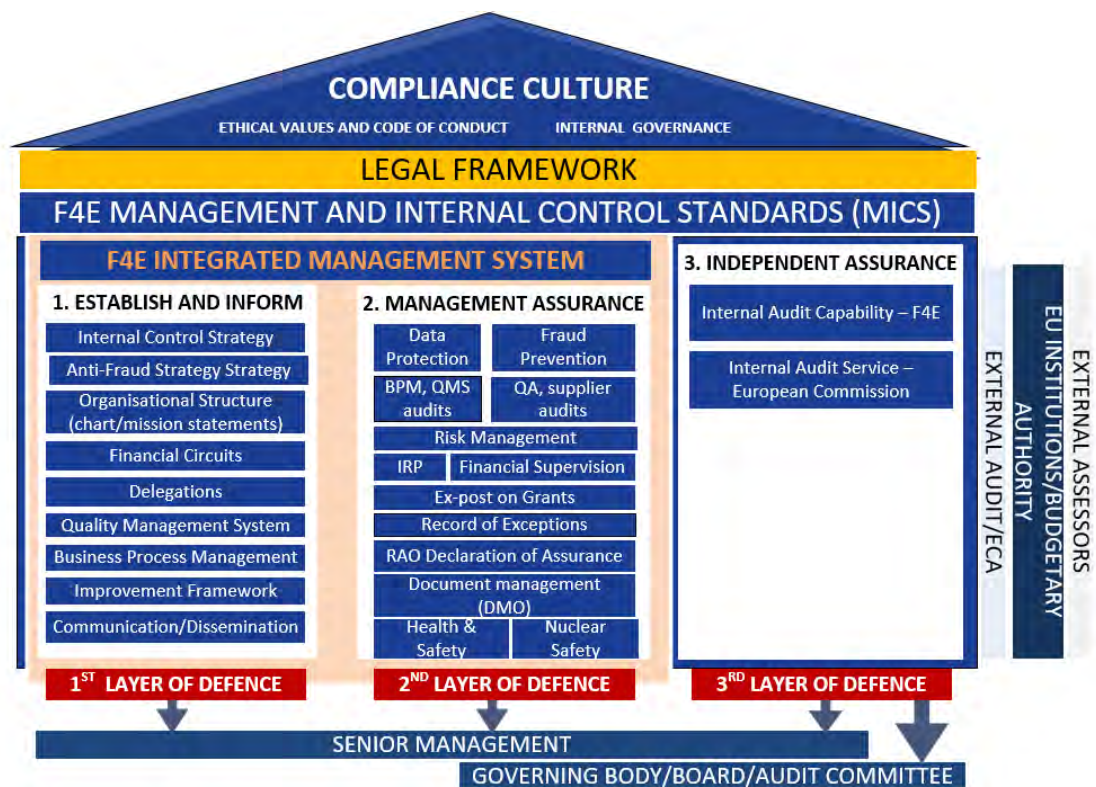 COMPLIANCE CULTURE
ETHICAL VALUES AND CODE OF CONDUCT INTERNAL GOVERNANCE
LEGAL FRAMEWORK
F4E MANAGEMENT AND INTERNAL CONTROL STANDARDS (MICS)
F4E INTEGRATED MANAGEMENT SYSTEM
1. ESTABLISH AND INFORM
Internal Control Strategy
Anti-Fraud Strategy Strategy
Organisational Structure
(chart/mission statements)
Financial Circuits
Delegations
Quality Management System
Business Process Management
Improvement Framework
Communication/Dissemination
1ST LAYER OF DEFENCE
2. MANAGEMENT ASSURANCE
Data
Protection
Fraud
Prevention
BPM, QMS
audits
QA, supplier
audits
Risk Management
IRP
Financial Supervision
Ex-post on Grants
Record of Exceptions
RAO Declaration of Assurance
Document management
(DMO)
Health &
Safety
Nuclear
Safety
2ND LAYER OF DEFENCE
3. INDEPENDENT ASSURANCE
Internal Audit Capability – F4E
Internal Audit Service –
European Commission
3RD LAYER OF DEFENCE
EXTERNAL AUDIT/ECA
EU INSTITUTIONS/BUDGETARY
AUTHORITY
EXTERNAL ASSESSORS
SENIOR MANAGEMENT
GOVERNING BODY/BOARD/AUDIT COMMITTEE